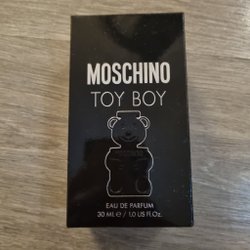 MOSCHINO
TOY BOY
EAU DE PARFUM
30 ML ℮ / 1.0 US Fl.Oz.